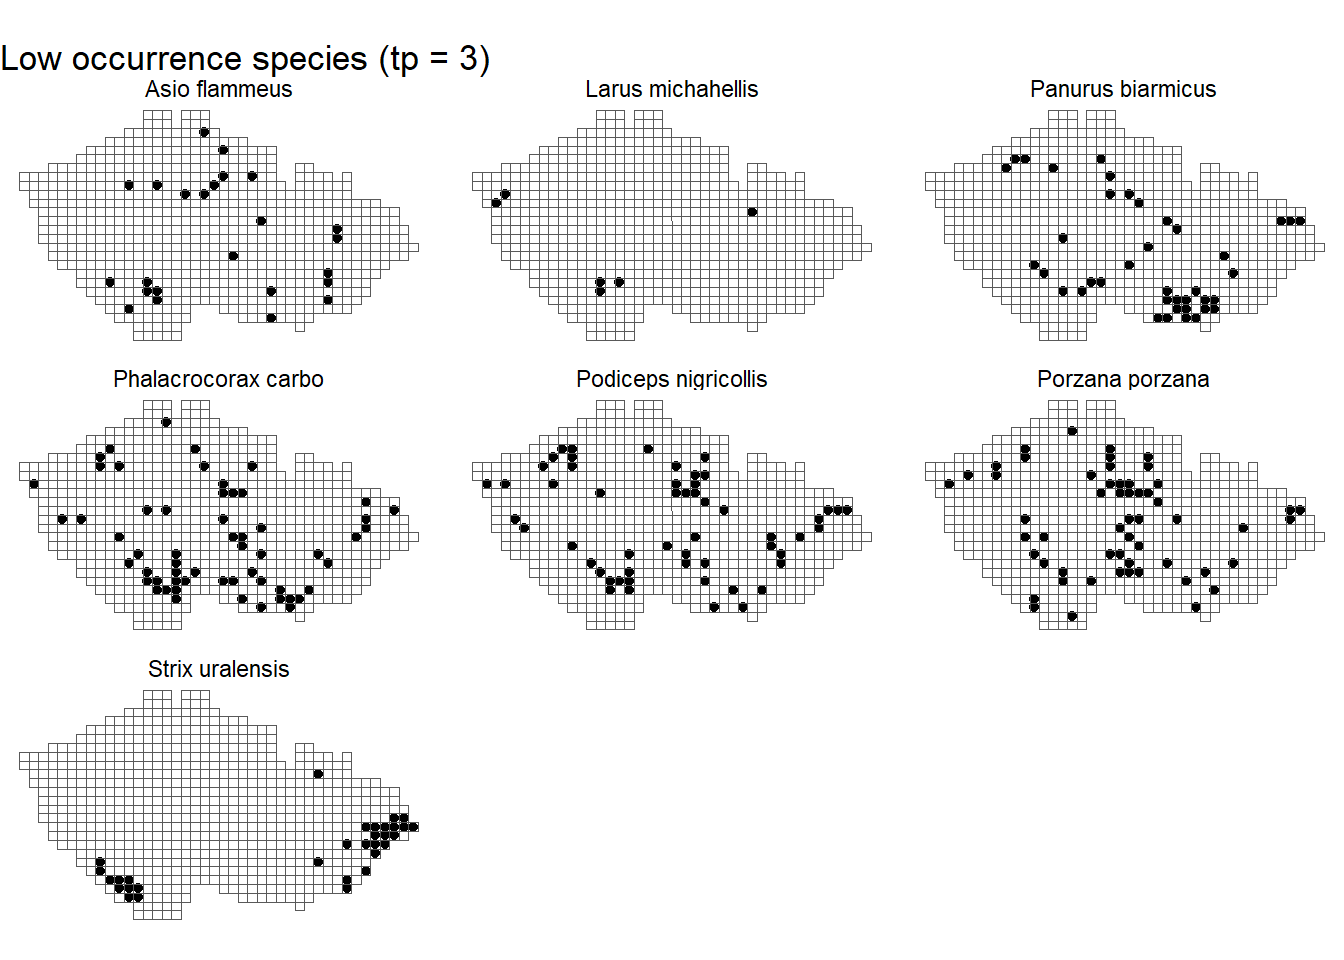 Low occurrence species (tp = 3)
Asio flammeus
Larus michahellis
Panurus biarmicus
Phalacrocorax carbo
Podiceps nigricollis
Porzana porzana
Strix uralensis